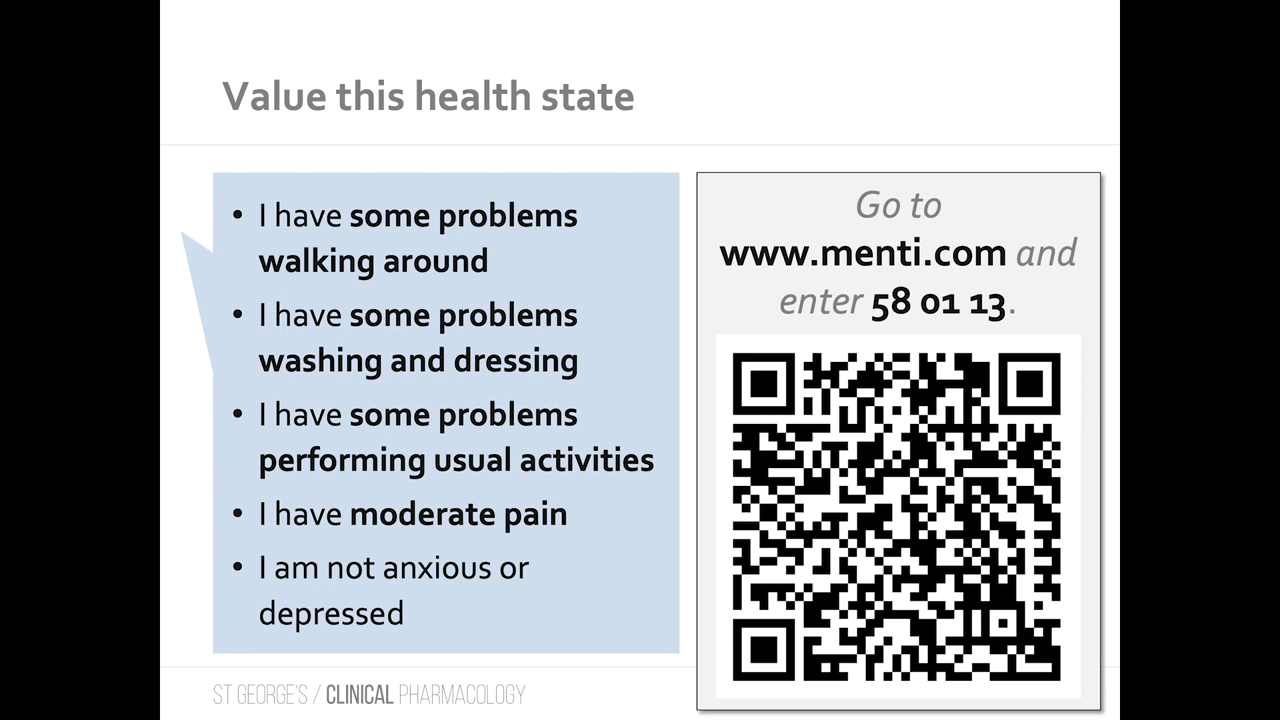 Value this health state
• I have some problems
walking around
• I have some problems
washing and dressing
• I have some problems
performing usual activities
• I have moderate pain
• I am not anxious or
depressed
Go to
www.menti.com and
enter 58 01 13.
ST GEORGE'S / CLINICAL PHARMACOLOGY